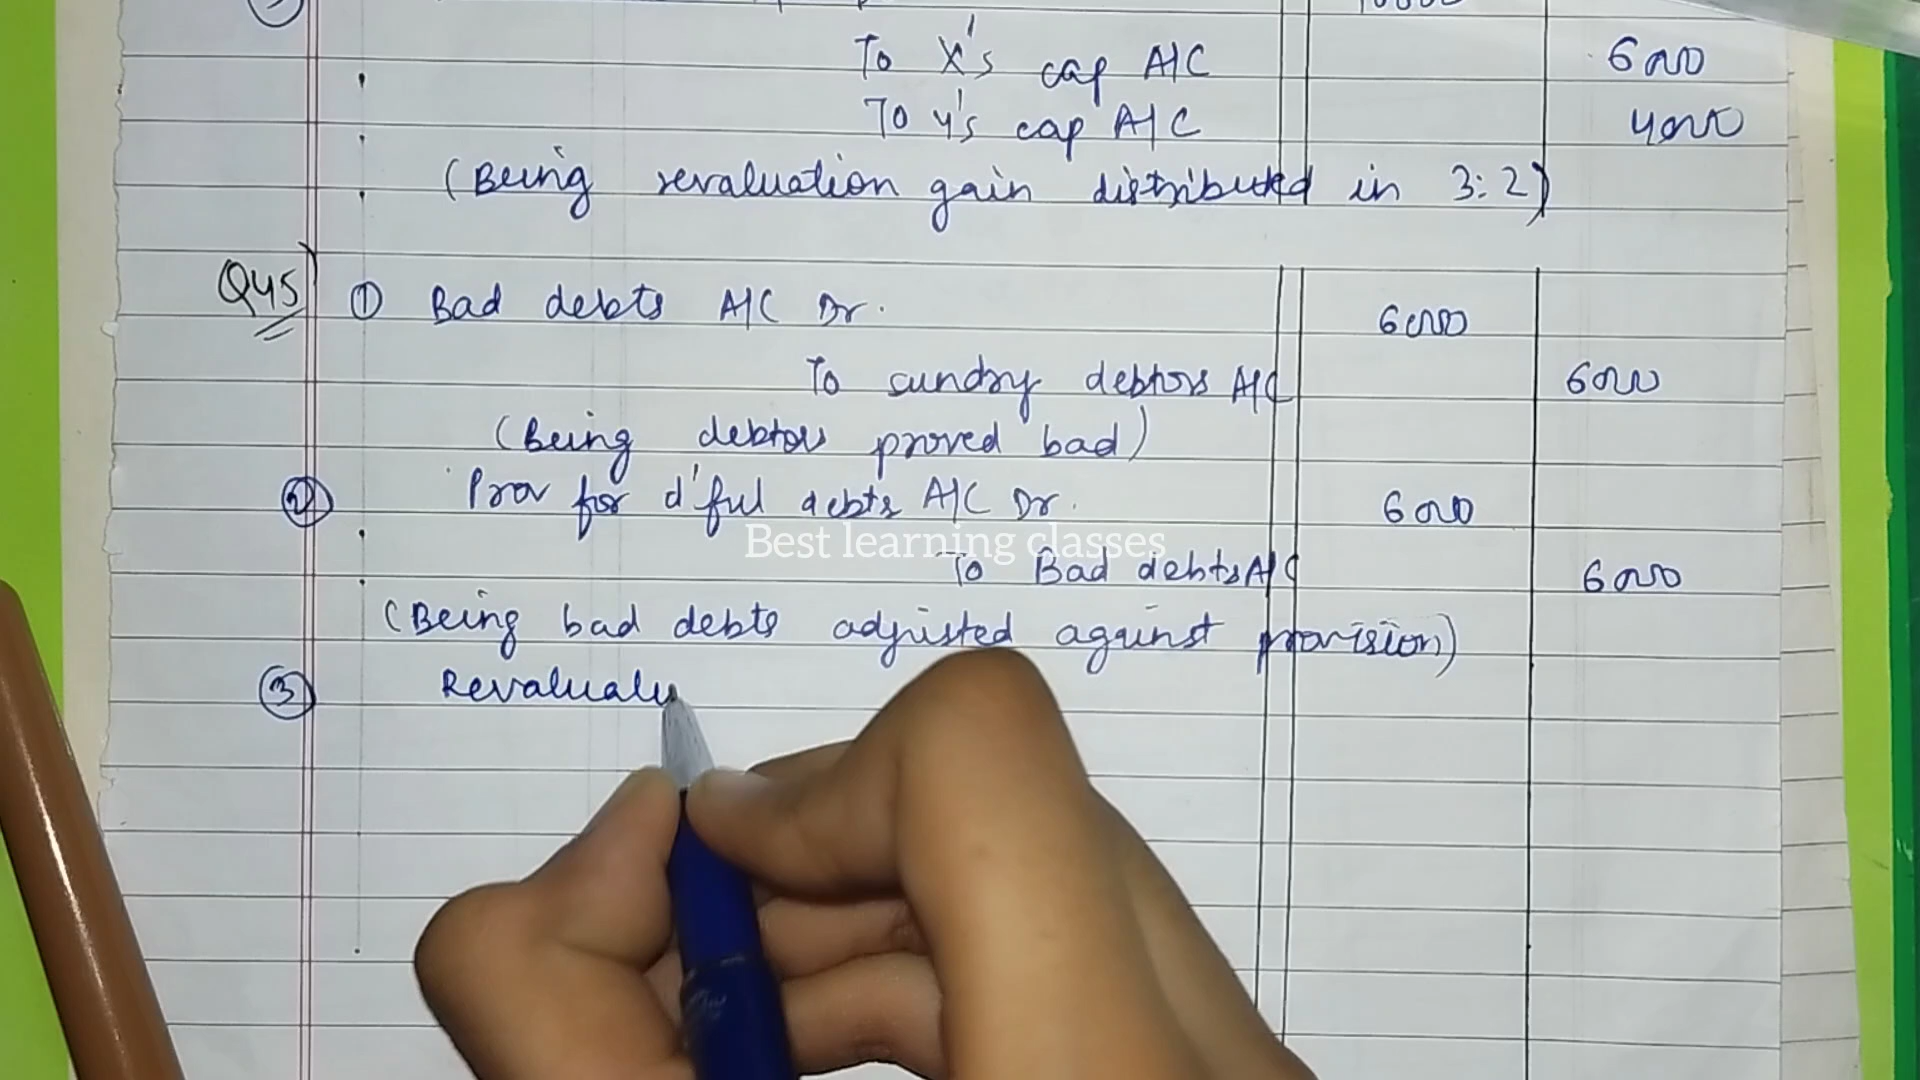 To X's cap A/C 6000
To Y's cap A/C 4000
(Being revaluation gain distributed in 3:2)
Q45 ① Bad debts A/C Dr. 6000
To sundry debtors A/C 6000
(Being debtors proved bad)
② Prov for d'ful debts A/C Dr. 6000
Best learning classes
To Bad debts A/C 6000
(Being bad debts adjusted against provision)
③ Revaluati